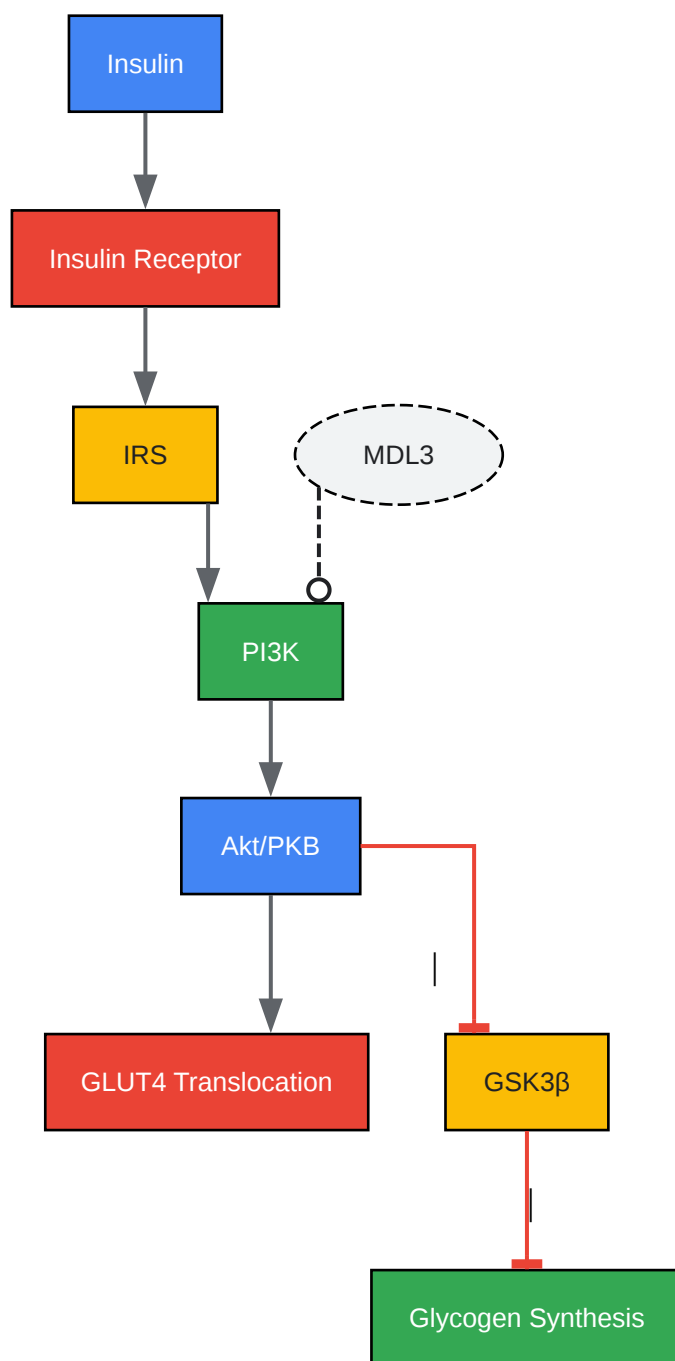 Insulin
Insulin Receptor
IRS
MDL3
PI3K
Akt/PKB
|
GLUT4 Translocation
GSK3β
|
Glycogen Synthesis